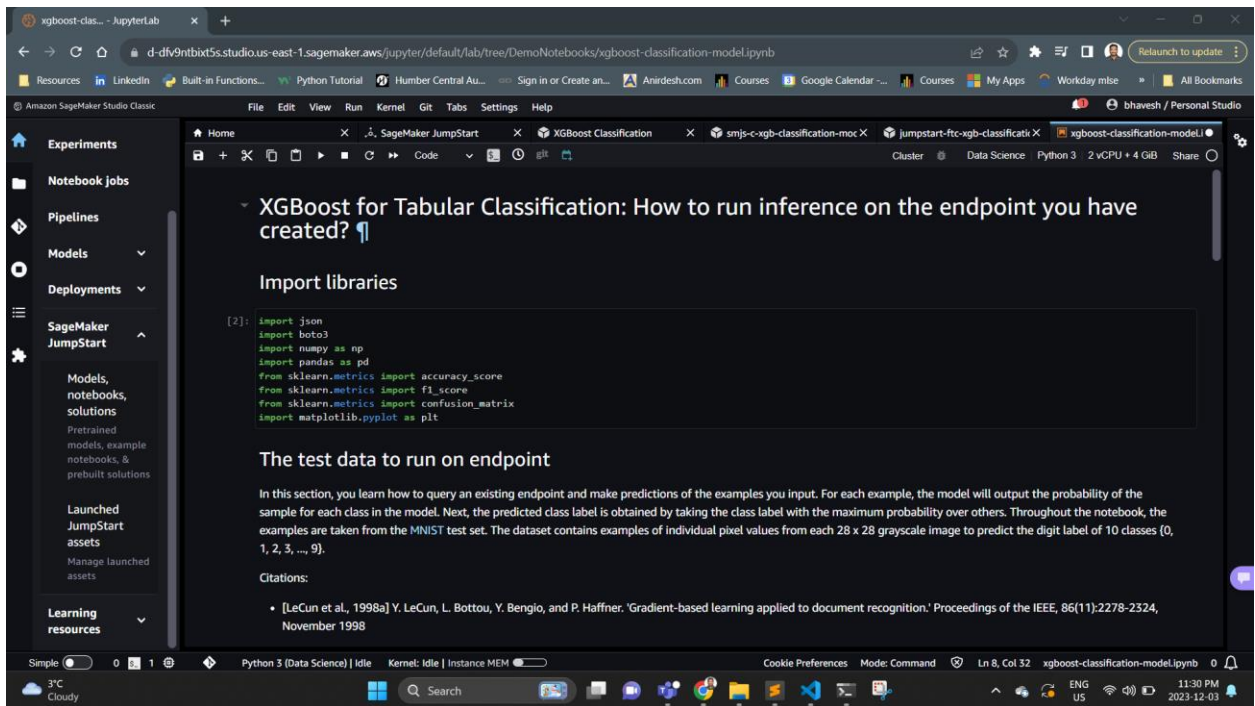 xgboost-clas... - JupyterLab
d-dfv9ntbixt5s.studio.us-east-1.sagemaker.aws/jupyter/default/lab/tree/DemoNotebooks/xgboost-classification-model.ipynb
Relaunch to update
Resources LinkedIn Built-in Functions... Python Tutorial Humber Central Au... Sign in or Create an... Anirdesh.com Courses Google Calendar -... Courses My Apps Workday mlse » All Bookmarks
Amazon SageMaker Studio Classic File Edit View Run Kernel Git Tabs Settings Help bhavesh / Personal Studio
Home SageMaker JumpStart XGBoost Classification smjs-c-xgb-classification-moc jumpstart-ftc-xgb-classificatic xgboost-classification-model.i
Code git Cluster Data Science Python 3 2 vCPU + 4 GiB Share
Experiments
Notebook jobs
Pipelines
Models
Deployments
SageMaker
JumpStart
Models,
notebooks,
solutions
Pretrained
models, example
notebooks, &
prebuilt solutions
Launched
JumpStart
assets
Manage launched
assets
Learning
resources
XGBoost for Tabular Classification: How to run inference on the endpoint you have
created? ¶
Import libraries
[2]: import json
import boto3
import numpy as np
import pandas as pd
from sklearn.metrics import accuracy_score
from sklearn.metrics import f1_score
from sklearn.metrics import confusion_matrix
import matplotlib.pyplot as plt
The test data to run on endpoint
In this section, you learn how to query an existing endpoint and make predictions of the examples you input. For each example, the model will output the probability of the
sample for each class in the model. Next, the predicted class label is obtained by taking the class label with the maximum probability over others. Throughout the notebook, the
examples are taken from the MNIST test set. The dataset contains examples of individual pixel values from each 28 x 28 grayscale image to predict the digit label of 10 classes {0,
1, 2, 3, ..., 9}.
Citations:
• [LeCun et al., 1998a] Y. LeCun, L. Bottou, Y. Bengio, and P. Haffner. 'Gradient-based learning applied to document recognition.' Proceedings of the IEEE, 86(11):2278-2324,
November 1998
Simple 0 1 Python 3 (Data Science) | Idle Kernel: Idle | Instance MEM Cookie Preferences Mode: Command Ln 8, Col 32 xgboost-classification-model.ipynb 0
3°C
Cloudy
Search
ENG
US
11:30 PM
2023-12-03